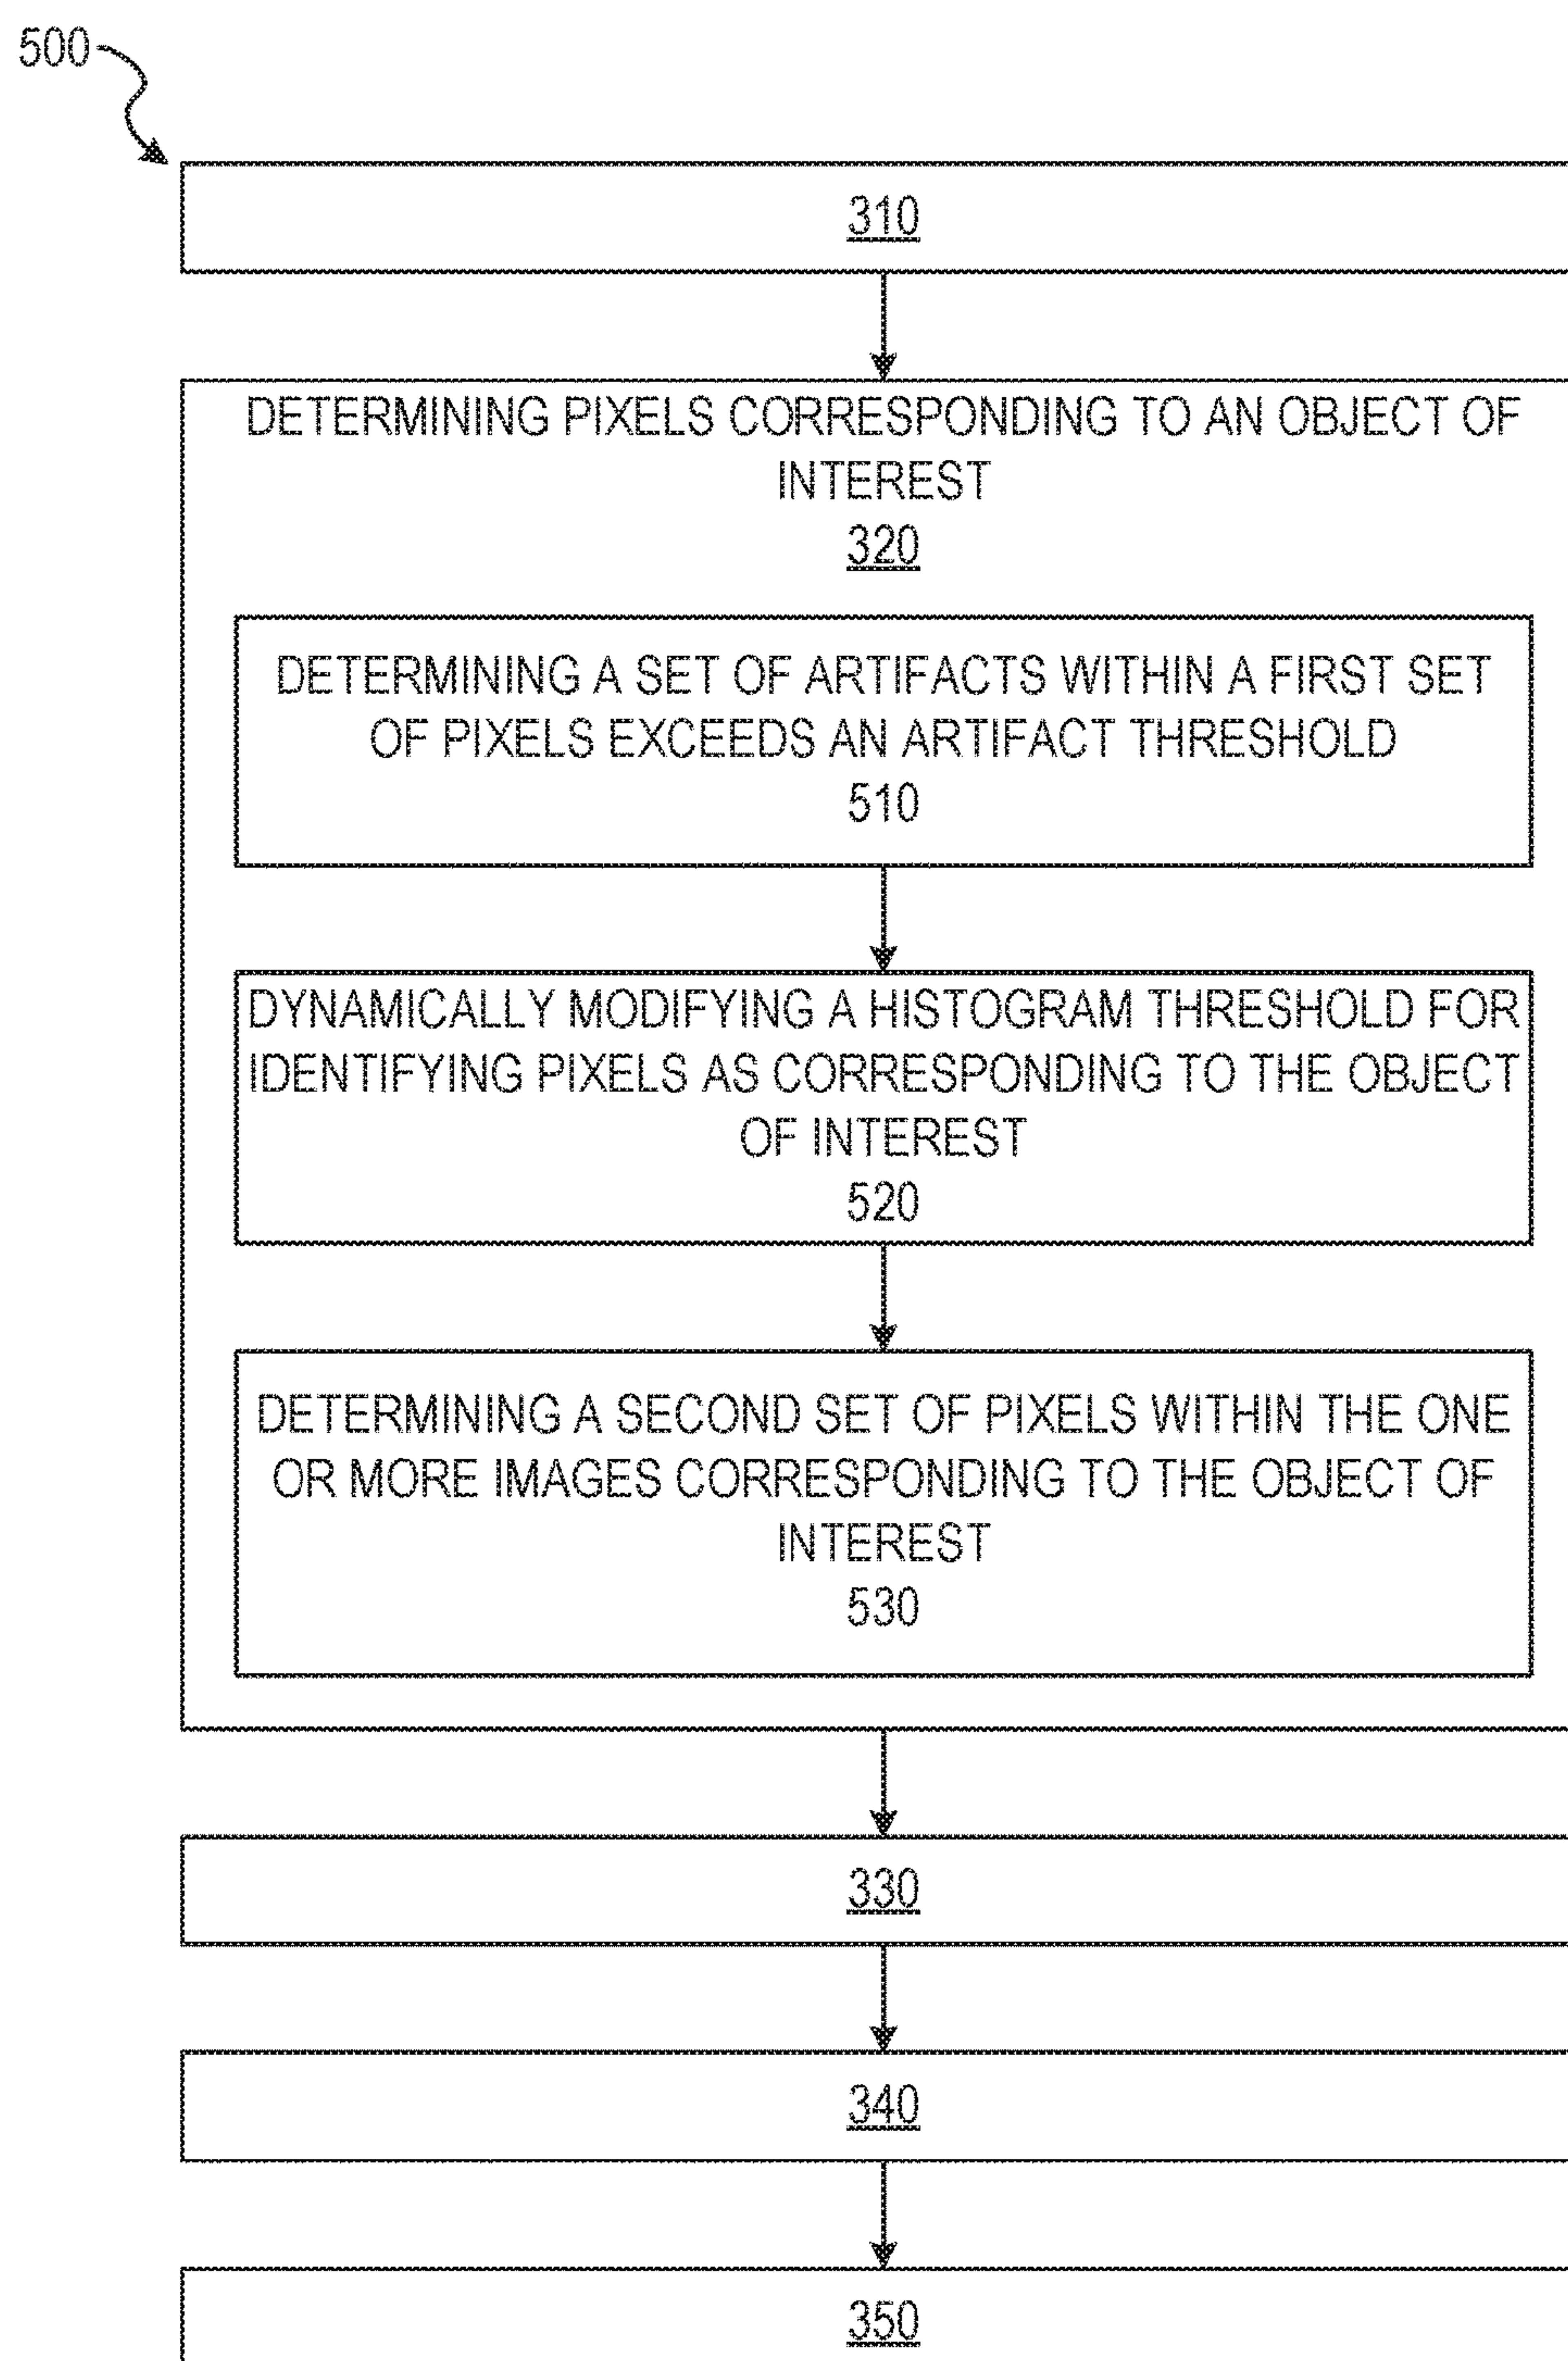 500
310
DETERMINING PIXELS CORRESPONDING TO AN OBJECT OF
INTEREST
320
DETERMINING A SET OF ARTIFACTS WITHIN A FIRST SET
OF PIXELS EXCEEDS AN ARTIFACT THRESHOLD
510
DYNAMICALLY MODIFYING A HISTOGRAM THRESHOLD FOR
IDENTIFYING PIXELS AS CORRESPONDING TO THE OBJECT
OF INTEREST
520
DETERMINING A SECOND SET OF PIXELS WITHIN THE ONE
OR MORE IMAGES CORRESPONDING TO THE OBJECT OF
INTEREST
530
330
340
350